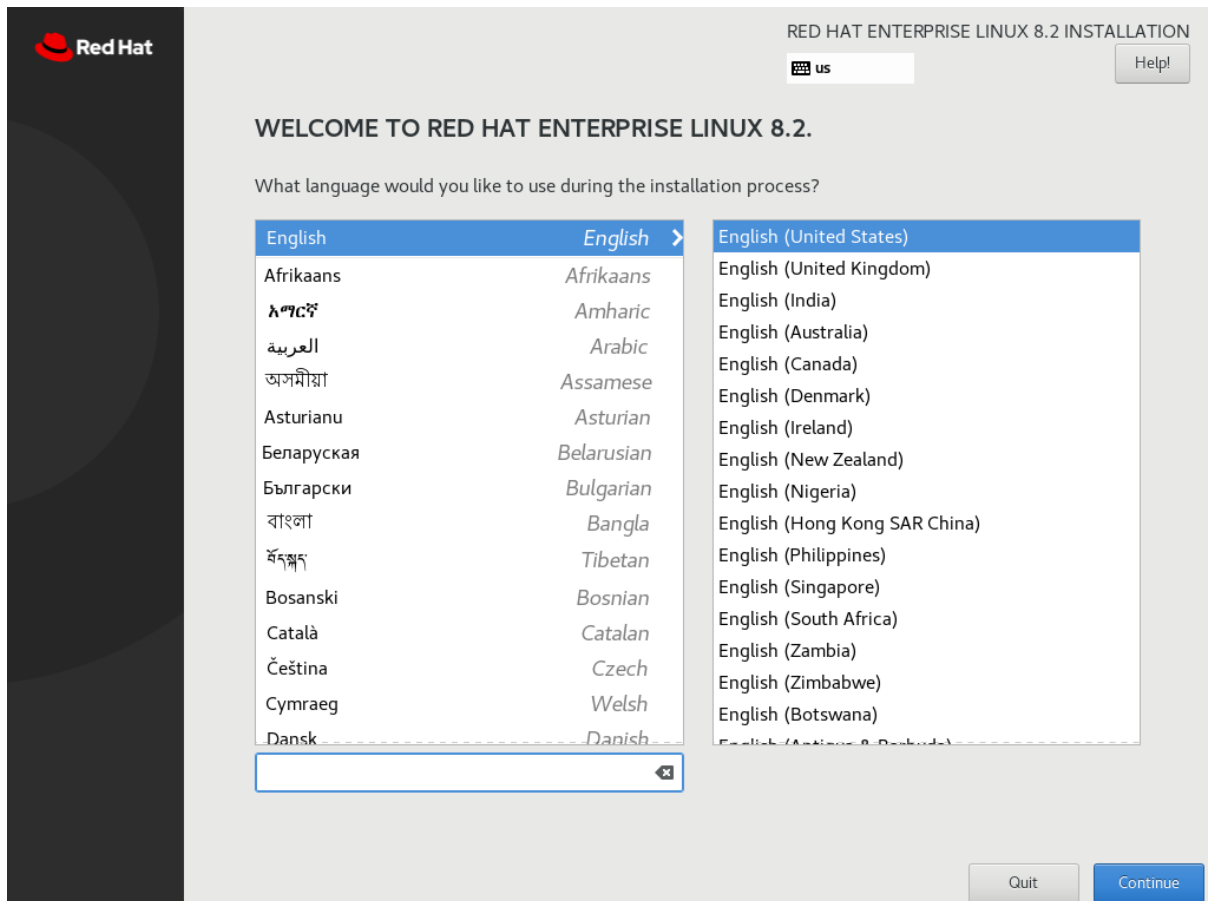 Red Hat
RED HAT ENTERPRISE LINUX 8.2 INSTALLATION
us
Help!
WELCOME TO RED HAT ENTERPRISE LINUX 8.2.
What language would you like to use during the installation process?
English English
Afrikaans Afrikaans
አማርኛ Amharic
العربية Arabic
অসমীয়া Assamese
Asturianu Asturian
Беларуская Belarusian
Български Bulgarian
বাংলা Bangla
བོད་སྐད་ Tibetan
Bosanski Bosnian
Català Catalan
Čeština Czech
Cymraeg Welsh
Dansk Danish
English (United States)
English (United Kingdom)
English (India)
English (Australia)
English (Canada)
English (Denmark)
English (Ireland)
English (New Zealand)
English (Nigeria)
English (Hong Kong SAR China)
English (Philippines)
English (Singapore)
English (South Africa)
English (Zambia)
English (Zimbabwe)
English (Botswana)
English (Antigua & Barbuda)
Quit
Continue